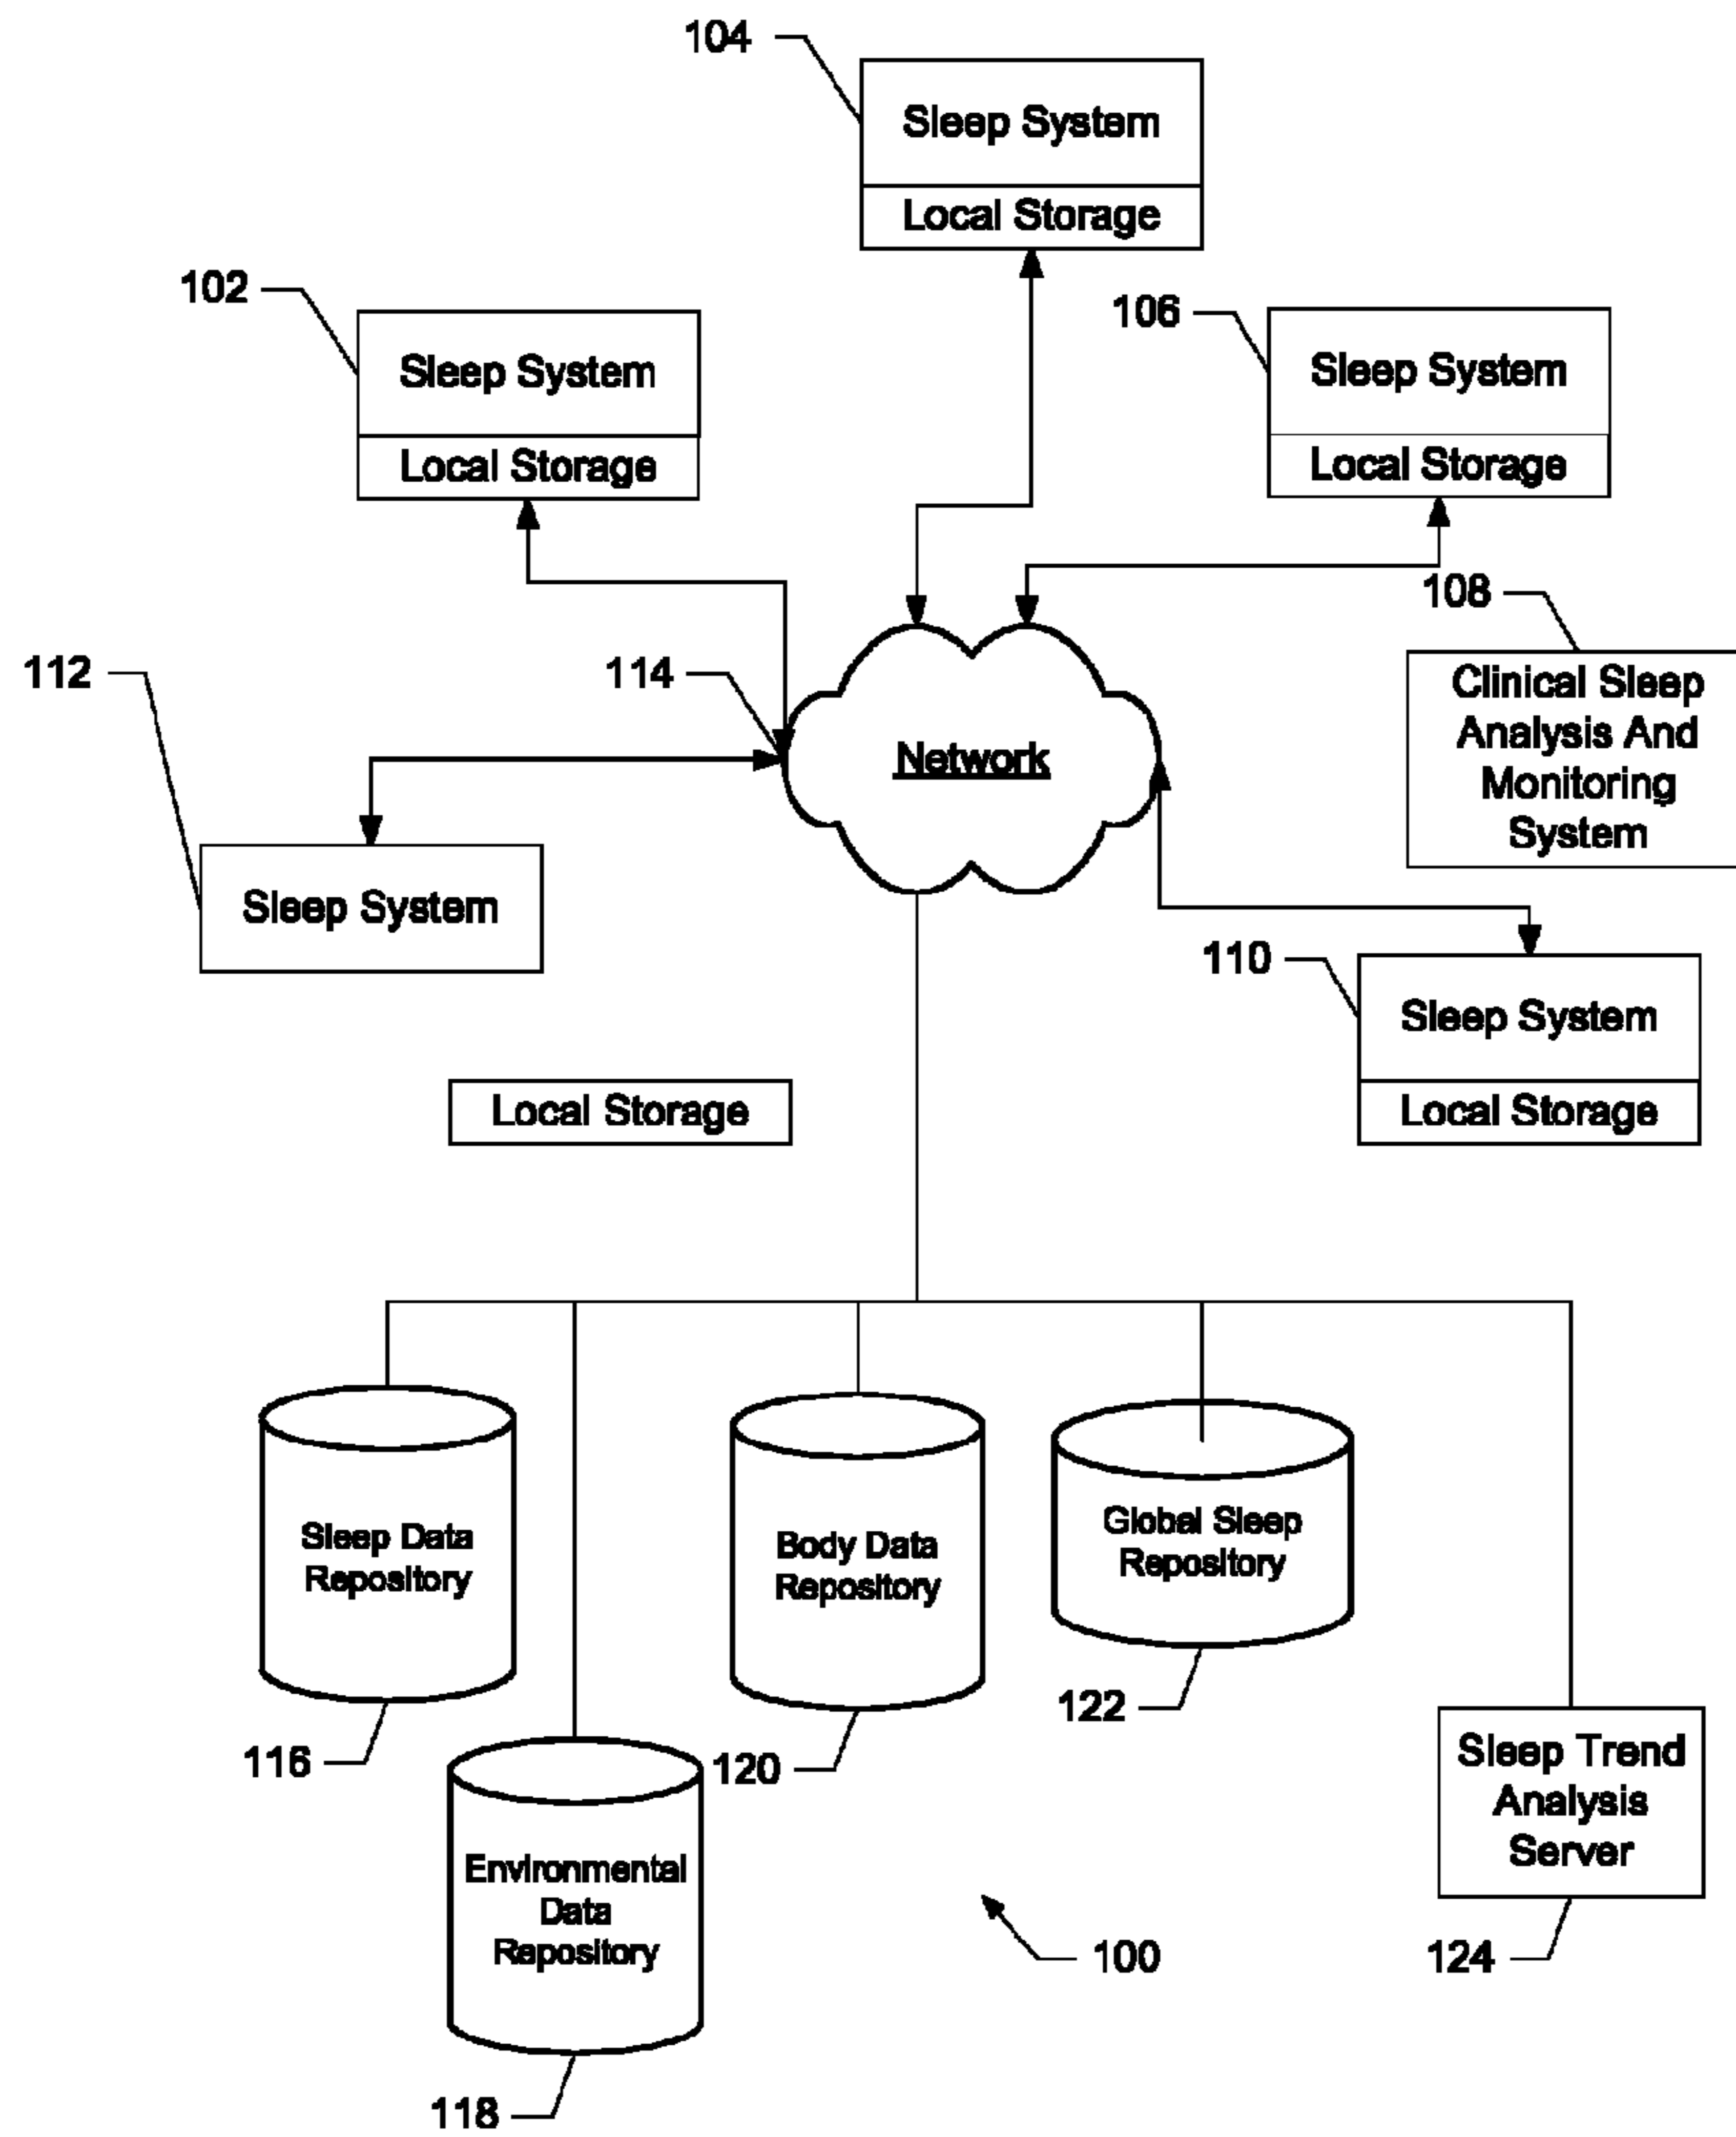 104
Sleep System
Local Storage
102
Sleep System
Local Storage
106
Sleep System
Local Storage
108
Clinical Sleep
Analysis And
Monitoring
System
112
114
Network
Sleep System
110
Sleep System
Local Storage
Local Storage
Sleep Data
Repository
116
Body Data
Repository
120
Global Sleep
Repository
122
Sleep Trend
Analysis
Server
124
Environmental
Data
Repository
118
100